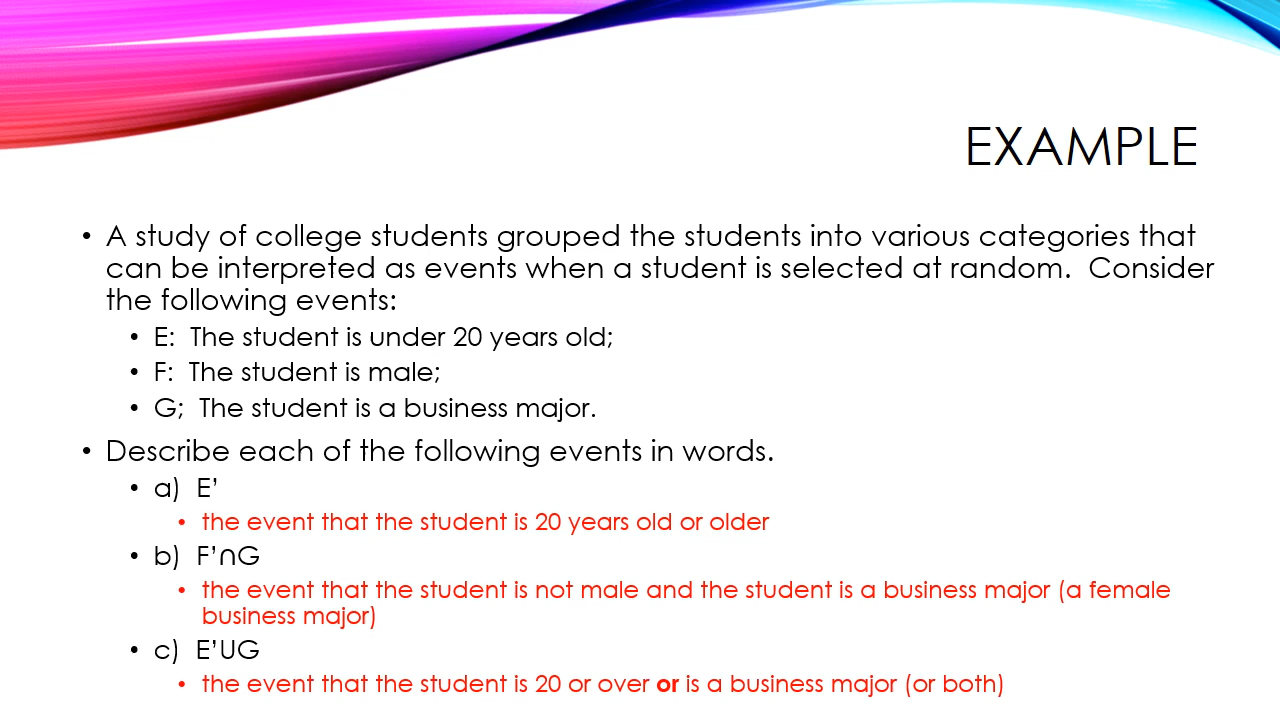 EXAMPLE
• A study of college students grouped the students into various categories that
can be interpreted as events when a student is selected at random.  Consider
the following events:
• E:  The student is under 20 years old;
• F:  The student is male;
• G;  The student is a business major.
• Describe each of the following events in words.
• a)  E’
• the event that the student is 20 years old or older
• b)  F’∩G
• the event that the student is not male and the student is a business major (a female
business major)
• c)  E’UG
• the event that the student is 20 or over or is a business major (or both)